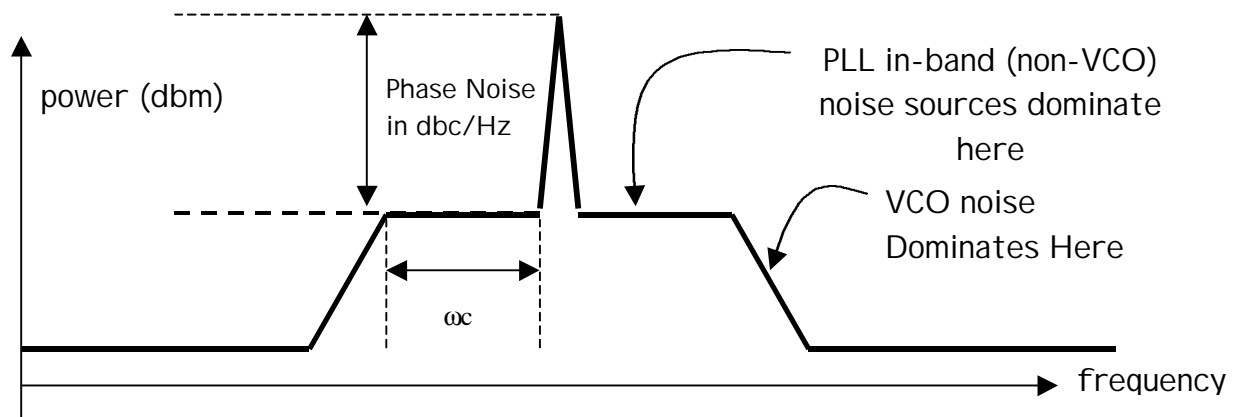 power (dbm)
Phase Noise
in dbc/Hz
PLL in-band (non-VCO)
noise sources dominate
here
VCO noise
Dominates Here
ωc
frequency